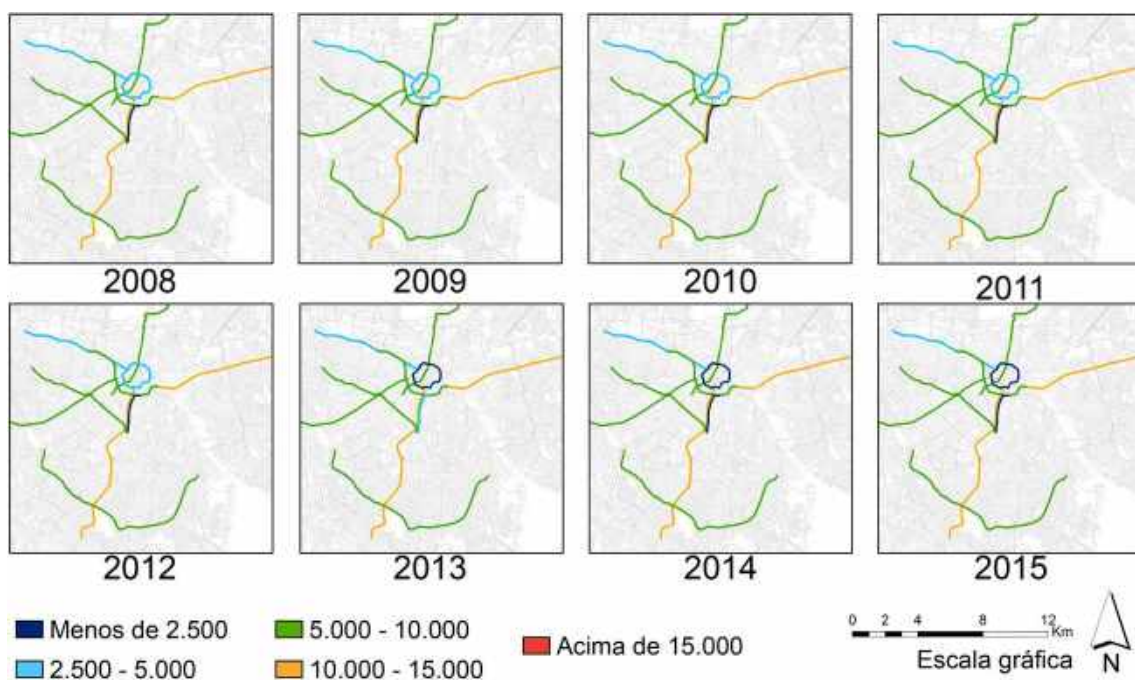 2008 2009 2010 2011
2012 2013 2014 2015
Menos de 2.500 5.000 - 10.000 Acima de 15.000
2.500 - 5.000 10.000 - 15.000
0 1 2 4 8 12
Km
Escala gráfica N